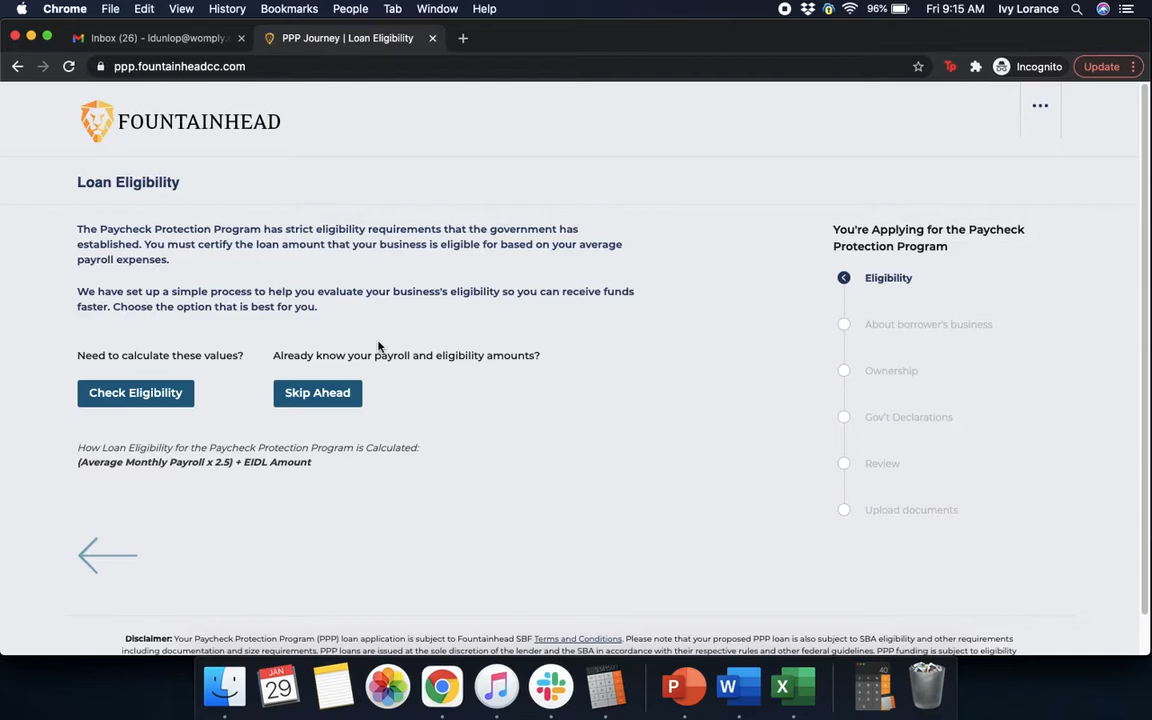 Chrome File Edit View History Bookmarks People Tab Window Help 96% Fri 9:15 AM Ivy Lorance
Inbox (26) - ldunlop@womply.c
PPP Journey | Loan Eligibility
ppp.fountainheadcc.com
Incognito
Update
FOUNTAINHEAD
Loan Eligibility
The Paycheck Protection Program has strict eligibility requirements that the government has
established. You must certify the loan amount that your business is eligible for based on your average
payroll expenses.
We have set up a simple process to help you evaluate your business's eligibility so you can receive funds
faster. Choose the option that is best for you.
Need to calculate these values?
Already know your payroll and eligibility amounts?
Check Eligibility
Skip Ahead
How Loan Eligibility for the Paycheck Protection Program is Calculated:
(Average Monthly Payroll x 2.5) + EIDL Amount
You're Applying for the Paycheck
Protection Program
Eligibility
About borrower's business
Ownership
Gov't Declarations
Review
Upload documents
Disclaimer: Your Paycheck Protection Program (PPP) loan application is subject to Fountainhead SBF Terms and Conditions. Please note that your proposed PPP loan is also subject to SBA eligibility and other requirements
including documentation and size requirements. PPP loans are issued at the sole discretion of the lender and the SBA in accordance with their respective rules and other federal guidelines. PPP funding is subject to eligibility
JAN
29
P
W
X
40